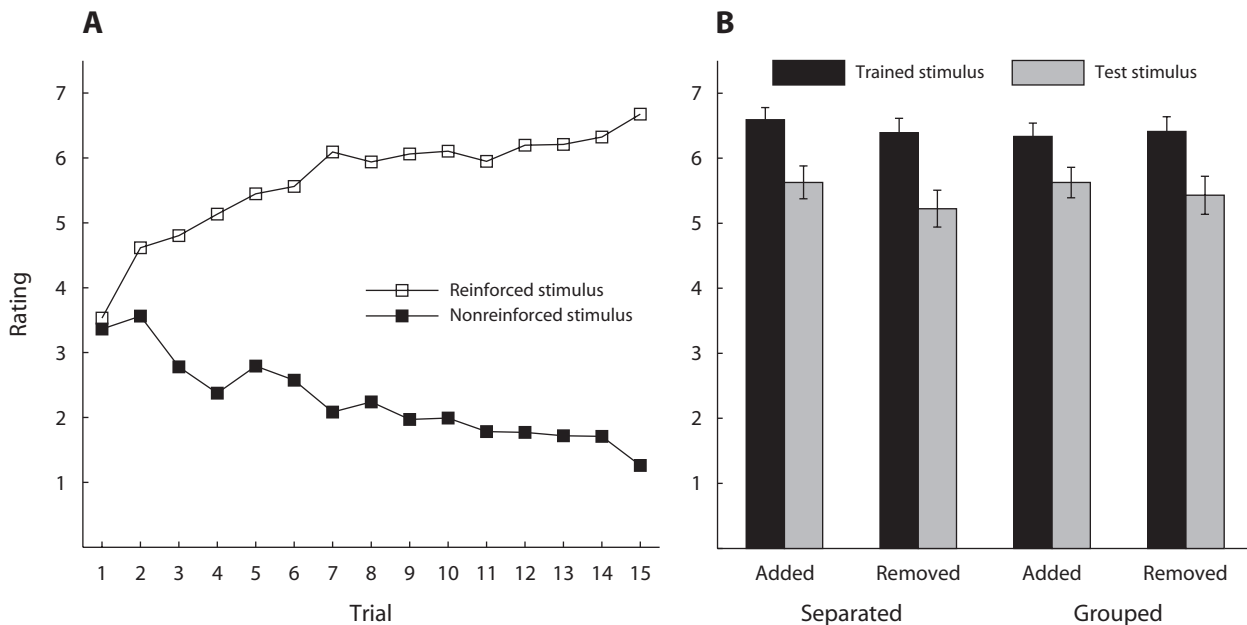 A
B
Trained stimulus
Test stimulus
7
6
5
4
3
2
1
Rating
Reinforced stimulus
Nonreinforced stimulus
1 2 3 4 5 6 7 8 9 10 11 12 13 14 15
Trial
7
6
5
4
3
2
1
Added Removed Added Removed
Separated Grouped